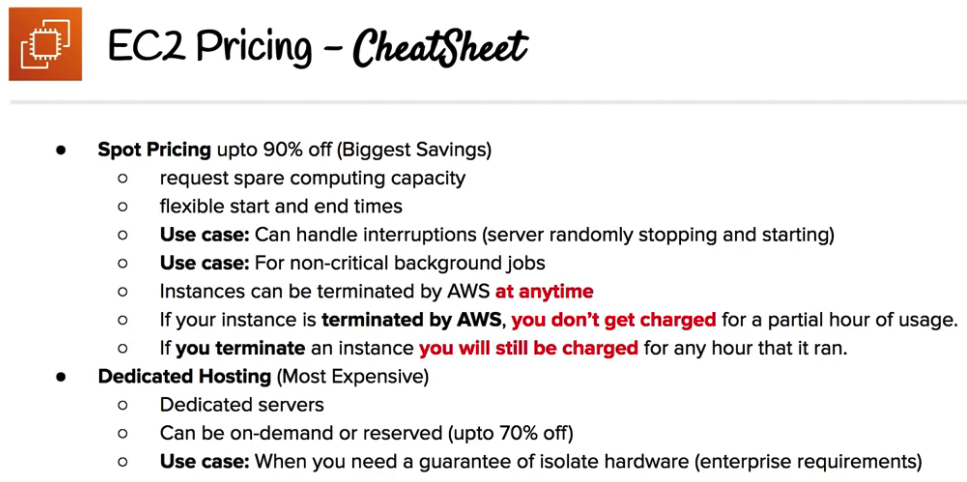 EC2 Pricing – CheatSheet
● Spot Pricing upto 90% off (Biggest Savings)
○ request spare computing capacity
○ flexible start and end times
○ Use case: Can handle interruptions (server randomly stopping and starting)
○ Use case: For non-critical background jobs
○ Instances can be terminated by AWS at anytime
○ If your instance is terminated by AWS, you don't get charged for a partial hour of usage.
○ If you terminate an instance you will still be charged for any hour that it ran.
● Dedicated Hosting (Most Expensive)
○ Dedicated servers
○ Can be on-demand or reserved (upto 70% off)
○ Use case: When you need a guarantee of isolate hardware (enterprise requirements)